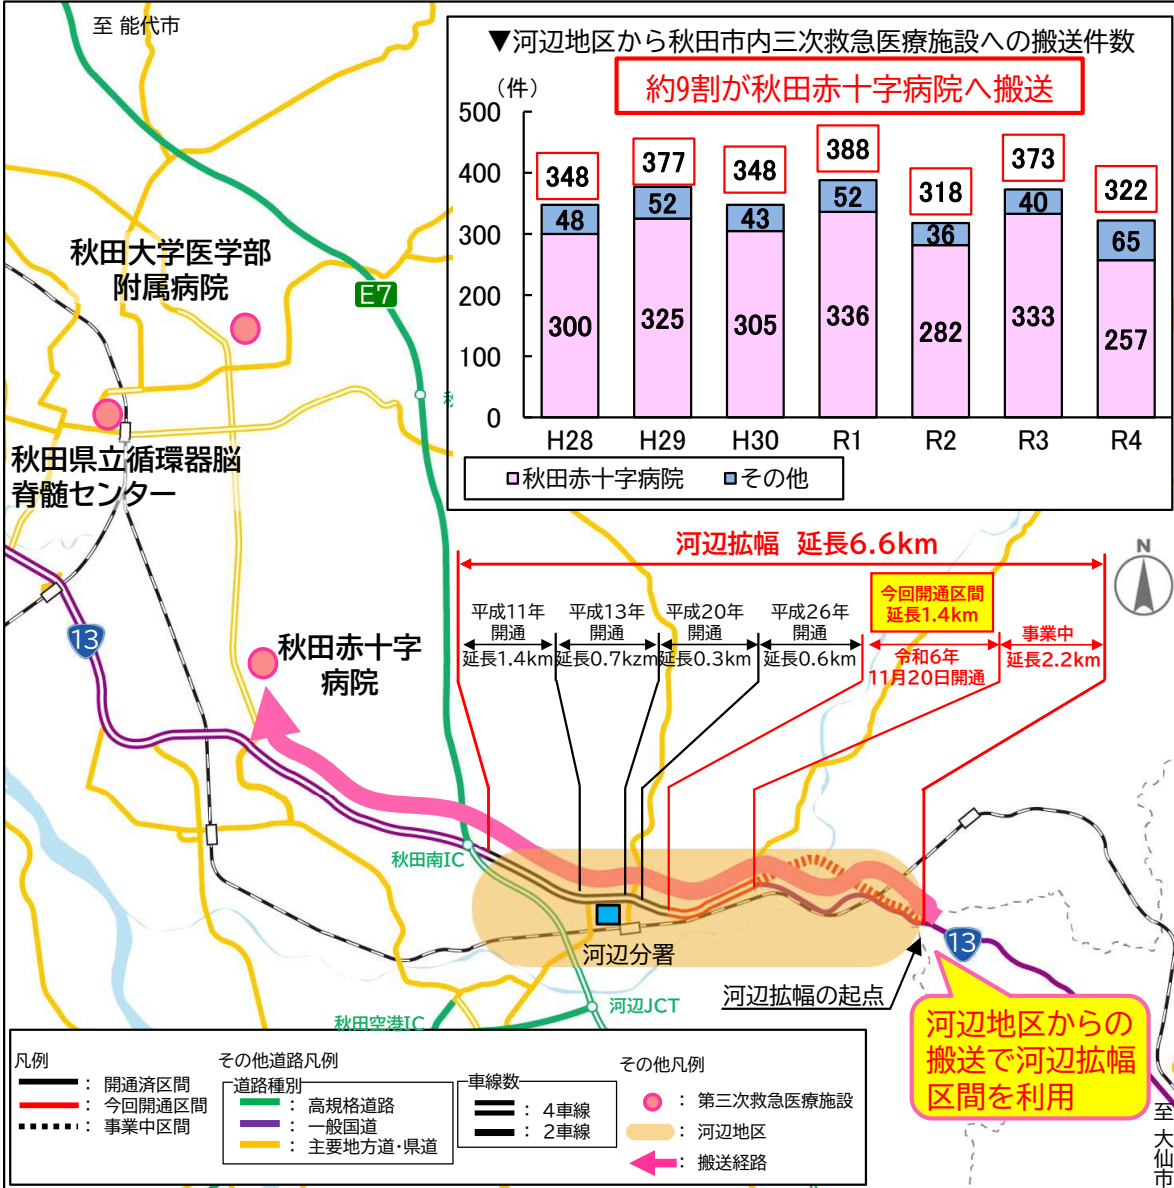 至 能代市
▼河辺地区から秋田市内三次救急医療施設への搬送件数
(件)
約9割が秋田赤十字病院へ搬送
500
400
300
200
100
0
348
377
348
388
318
373
322
48
52
43
52
36
40
65
300
325
305
336
282
333
257
H28
H29
H30
R1
R2
R3
R4
秋田赤十字病院
その他
秋田大学医学部
附属病院
E7
秋田県立循環器脳
脊髄センター
河辺拡幅 延長6.6km
平成11年
開通
延長1.4km
平成13年
開通
延長0.7kzm
平成20年
開通
延長0.3km
平成26年
開通
延長0.6km
今回開通区間
延長1.4km
令和6年
11月20日開通
事業中
延長2.2km
N
13
秋田赤十字
病院
秋田南IC
河辺分署
13
河辺拡幅の起点
河辺JCT
秋田空港IC
河辺地区からの
搬送で河辺拡幅
区間を利用
至 大仙市
凡例
: 開通済区間
: 今回開通区間
: 事業中区間
その他道路凡例
道路種別
: 高規格道路
: 一般国道
: 主要地方道・県道
車線数
: 4車線
: 2車線
その他凡例
: 第三次救急医療施設
: 河辺地区
: 搬送経路